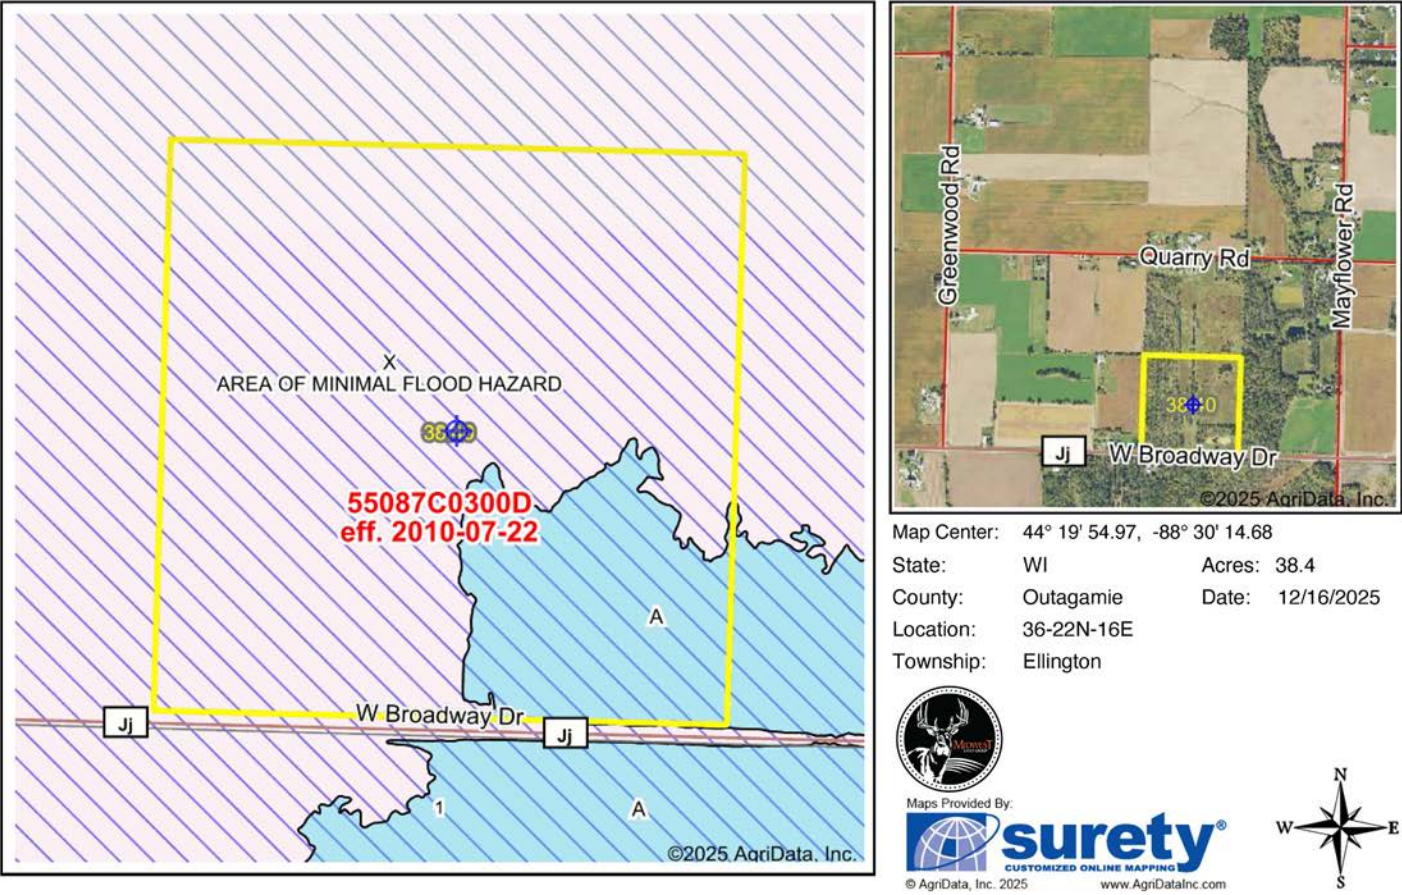 X
AREA OF MINIMAL FLOOD HAZARD
55087C0300D
eff. 2010-07-22
A
W Broadway Dr
Jj
Jj
1
A
©2025 AgriData, Inc.
Greenwood Rd
Quarry Rd
Mayflower Rd
Jj
W Broadway Dr
©2025 AgriData, Inc.
Map Center: 44° 19' 54.97, -88° 30' 14.68
State: WI Acres: 38.4
County: Outagamie Date: 12/16/2025
Location: 36-22N-16E
Township: Ellington
MIDWEST
Maps Provided By:
surety®
CUSTOMIZED ONLINE MAPPING
© AgriData, Inc. 2025 www.AgriDataInc.com
N
W E
S